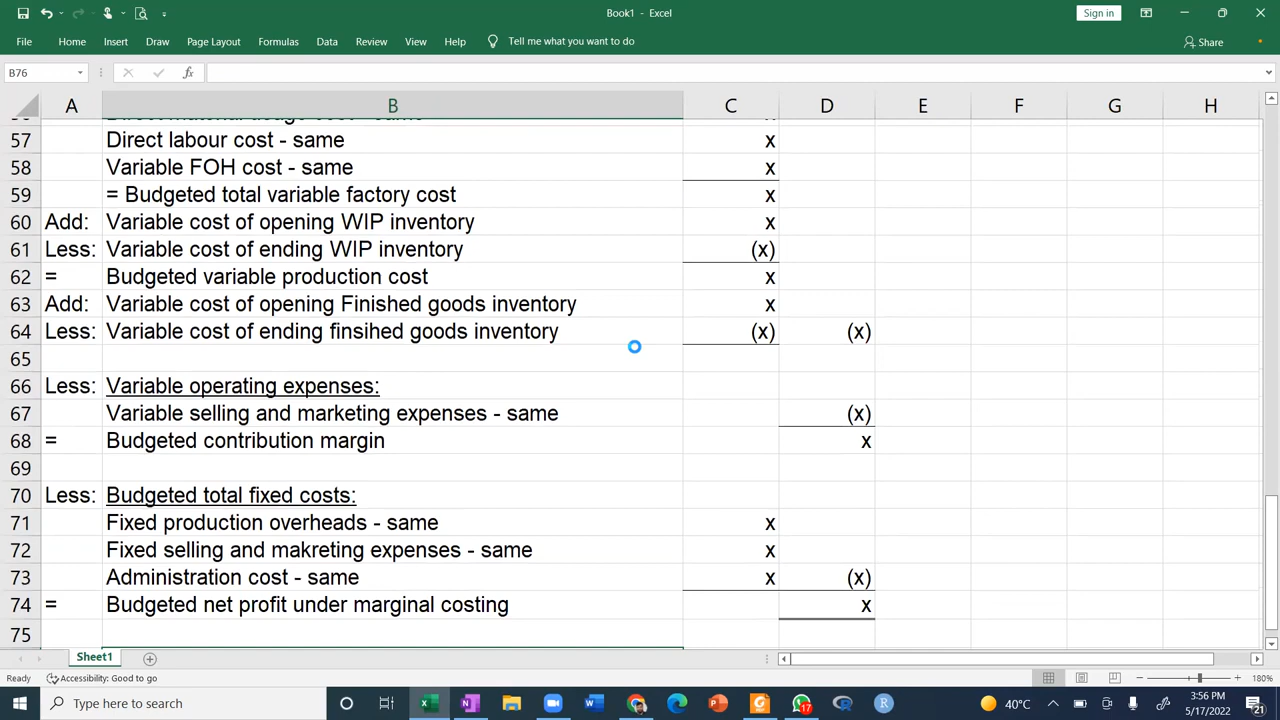 Book1 - Excel
Sign in
File Home Insert Draw Page Layout Formulas Data Review View Help Tell me what you want to do Share
B76 fx
A B C D E F G H
57 Direct labour cost - same x
58 Variable FOH cost - same x
59 = Budgeted total variable factory cost x
60 Add: Variable cost of opening WIP inventory x
61 Less: Variable cost of ending WIP inventory (x)
62 = Budgeted variable production cost x
63 Add: Variable cost of opening Finished goods inventory x
64 Less: Variable cost of ending finsihed goods inventory (x) (x)
65
66 Less: Variable operating expenses:
67 Variable selling and marketing expenses - same (x)
68 = Budgeted contribution margin x
69
70 Less: Budgeted total fixed costs:
71 Fixed production overheads - same x
72 Fixed selling and makreting expenses - same x
73 Administration cost - same x (x)
74 = Budgeted net profit under marginal costing x
75
Sheet1
Ready Accessibility: Good to go 180%
Type here to search 17 40°C 3:56 PM
5/17/2022 21